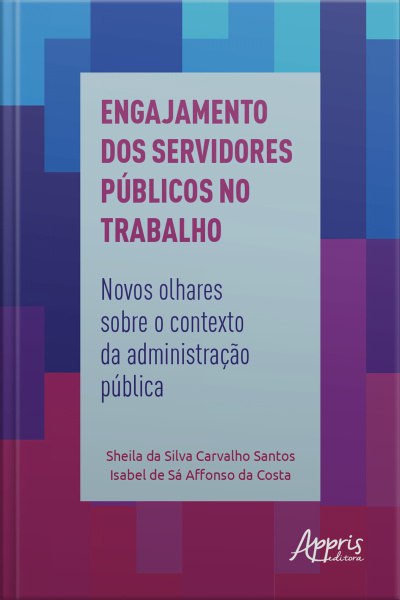 ENGAJAMENTO
DOS SERVIDORES
PÚBLICOS NO
TRABALHO
Novos olhares
sobre o contexto
da administração
pública
Sheila da Silva Carvalho Santos
Isabel de Sá Affonso da Costa
Appris
editora